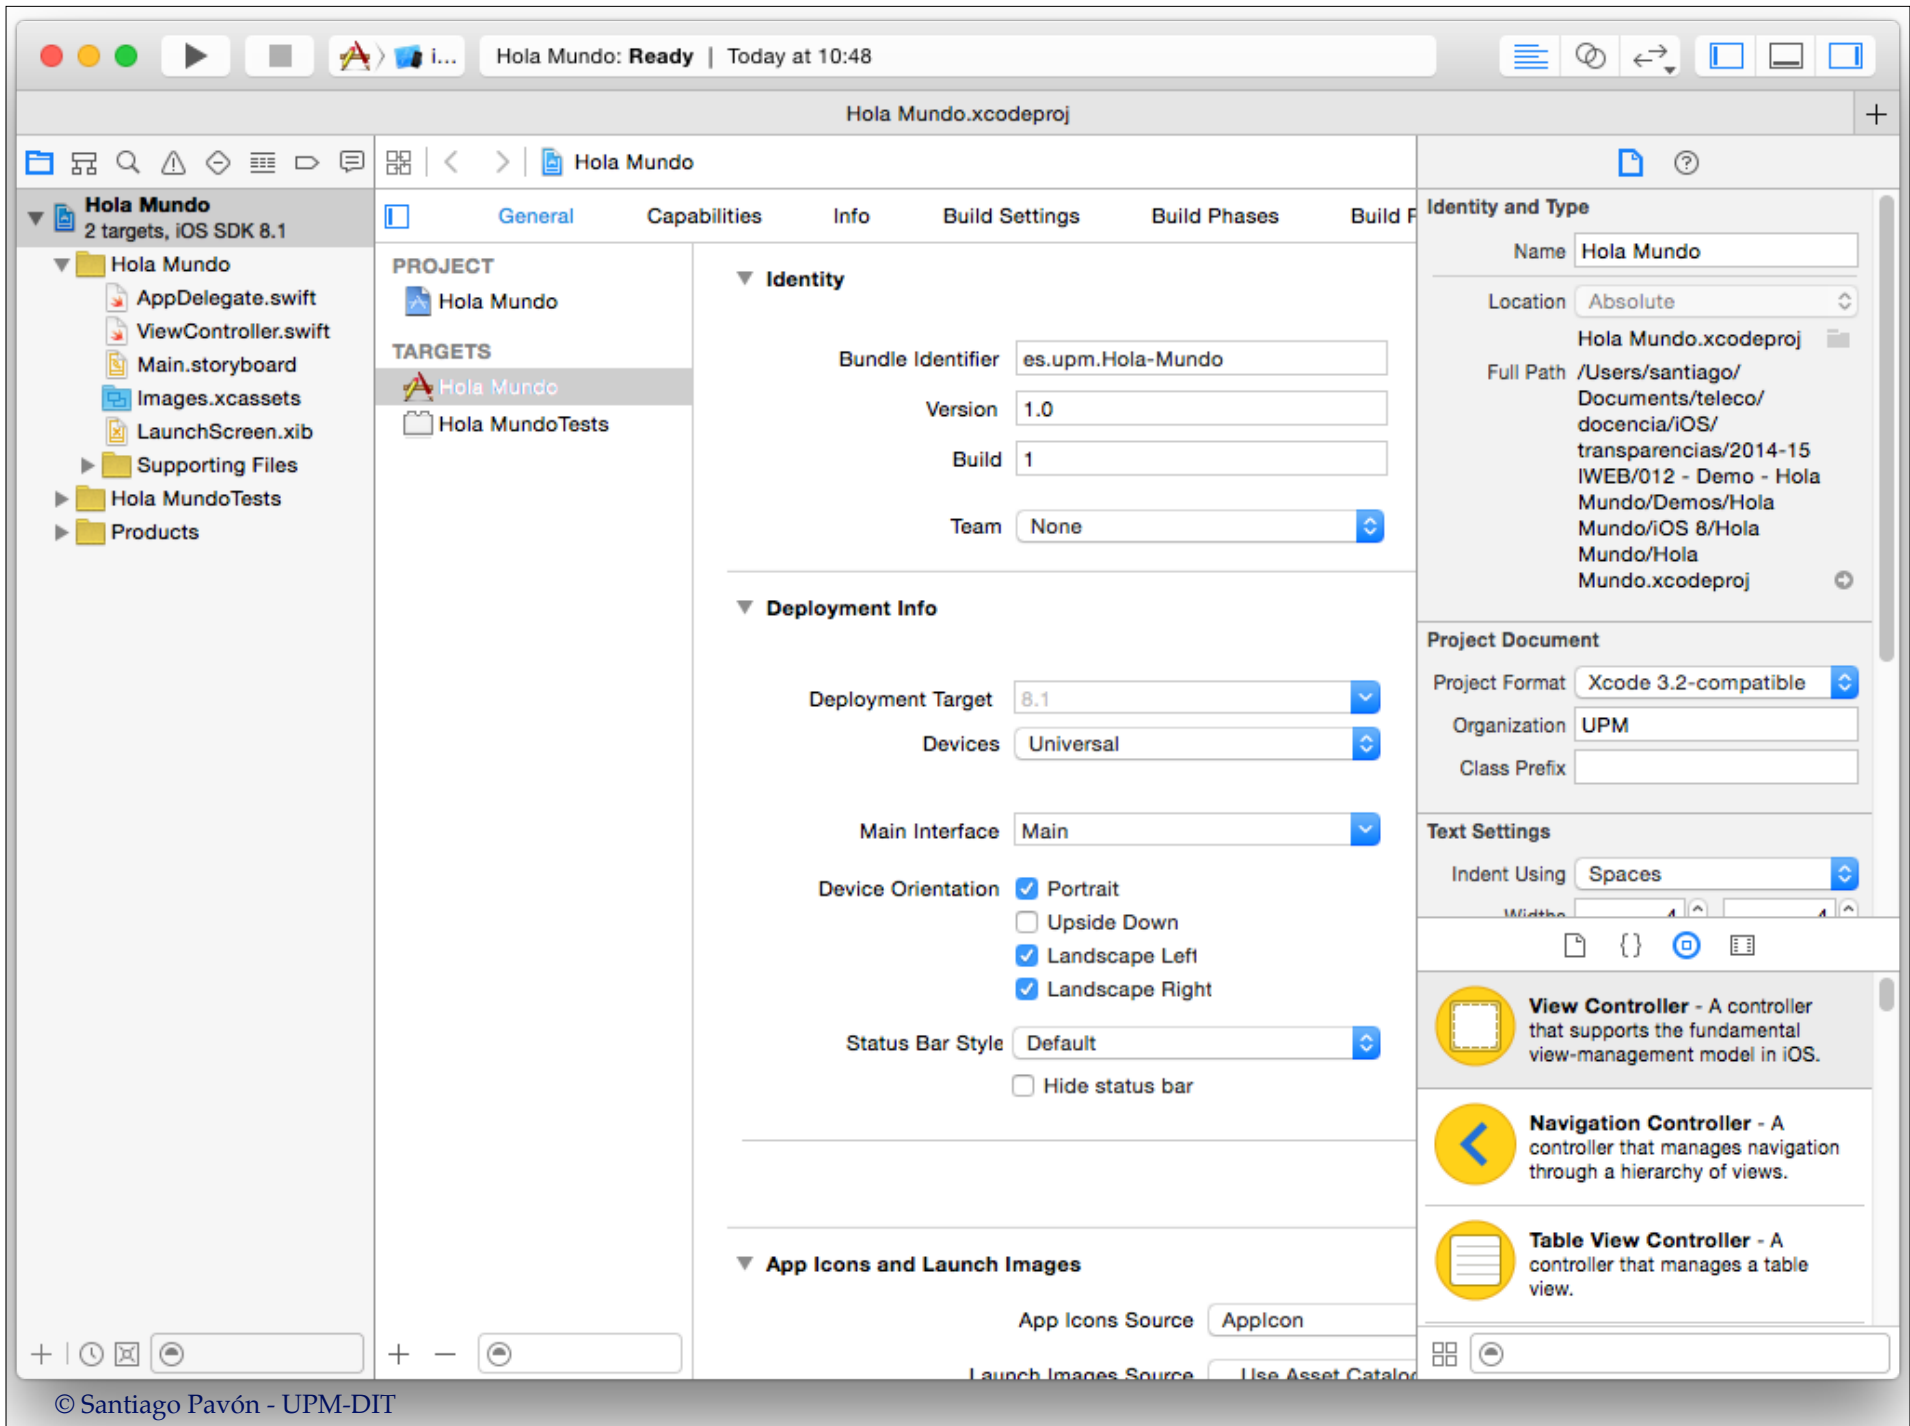 i...
Hola Mundo: Ready | Today at 10:48
Hola Mundo.xcodeproj
Hola Mundo
2 targets, iOS SDK 8.1
Hola Mundo
AppDelegate.swift
ViewController.swift
Main.storyboard
Images.xcassets
LaunchScreen.xib
Supporting Files
Hola MundoTests
Products
Hola Mundo
General Capabilities Info Build Settings Build Phases Build
PROJECT
Hola Mundo
TARGETS
Hola Mundo
Hola MundoTests
Identity
Bundle Identifier es.upm.Hola-Mundo
Version 1.0
Build 1
Team None
Deployment Info
Deployment Target 8.1
Devices Universal
Main Interface Main
Device Orientation Portrait
Upside Down
Landscape Left
Landscape Right
Status Bar Style Default
Hide status bar
App Icons and Launch Images
App Icons Source AppIcon
Launch Images Source Use Asset
Identity and Type
Name Hola Mundo
Location Absolute
Hola Mundo.xcodeproj
Full Path /Users/santiago/
Documents/teleco/
docencia/iOS/
transparencias/2014-15
IWEB/012 - Demo - Hola
Mundo/Demos/Hola
Mundo/iOS 8/Hola
Mundo/Hola
Mundo.xcodeproj
Project Document
Project Format Xcode 3.2-compatible
Organization UPM
Class Prefix
Text Settings
Indent Using Spaces
Widths 4 4
{}
View Controller - A controller
that supports the fundamental
view-management model in iOS.
Navigation Controller - A
controller that manages navigation
through a hierarchy of views.
Table View Controller - A
controller that manages a table
view.
© Santiago Pavón - UPM-DIT